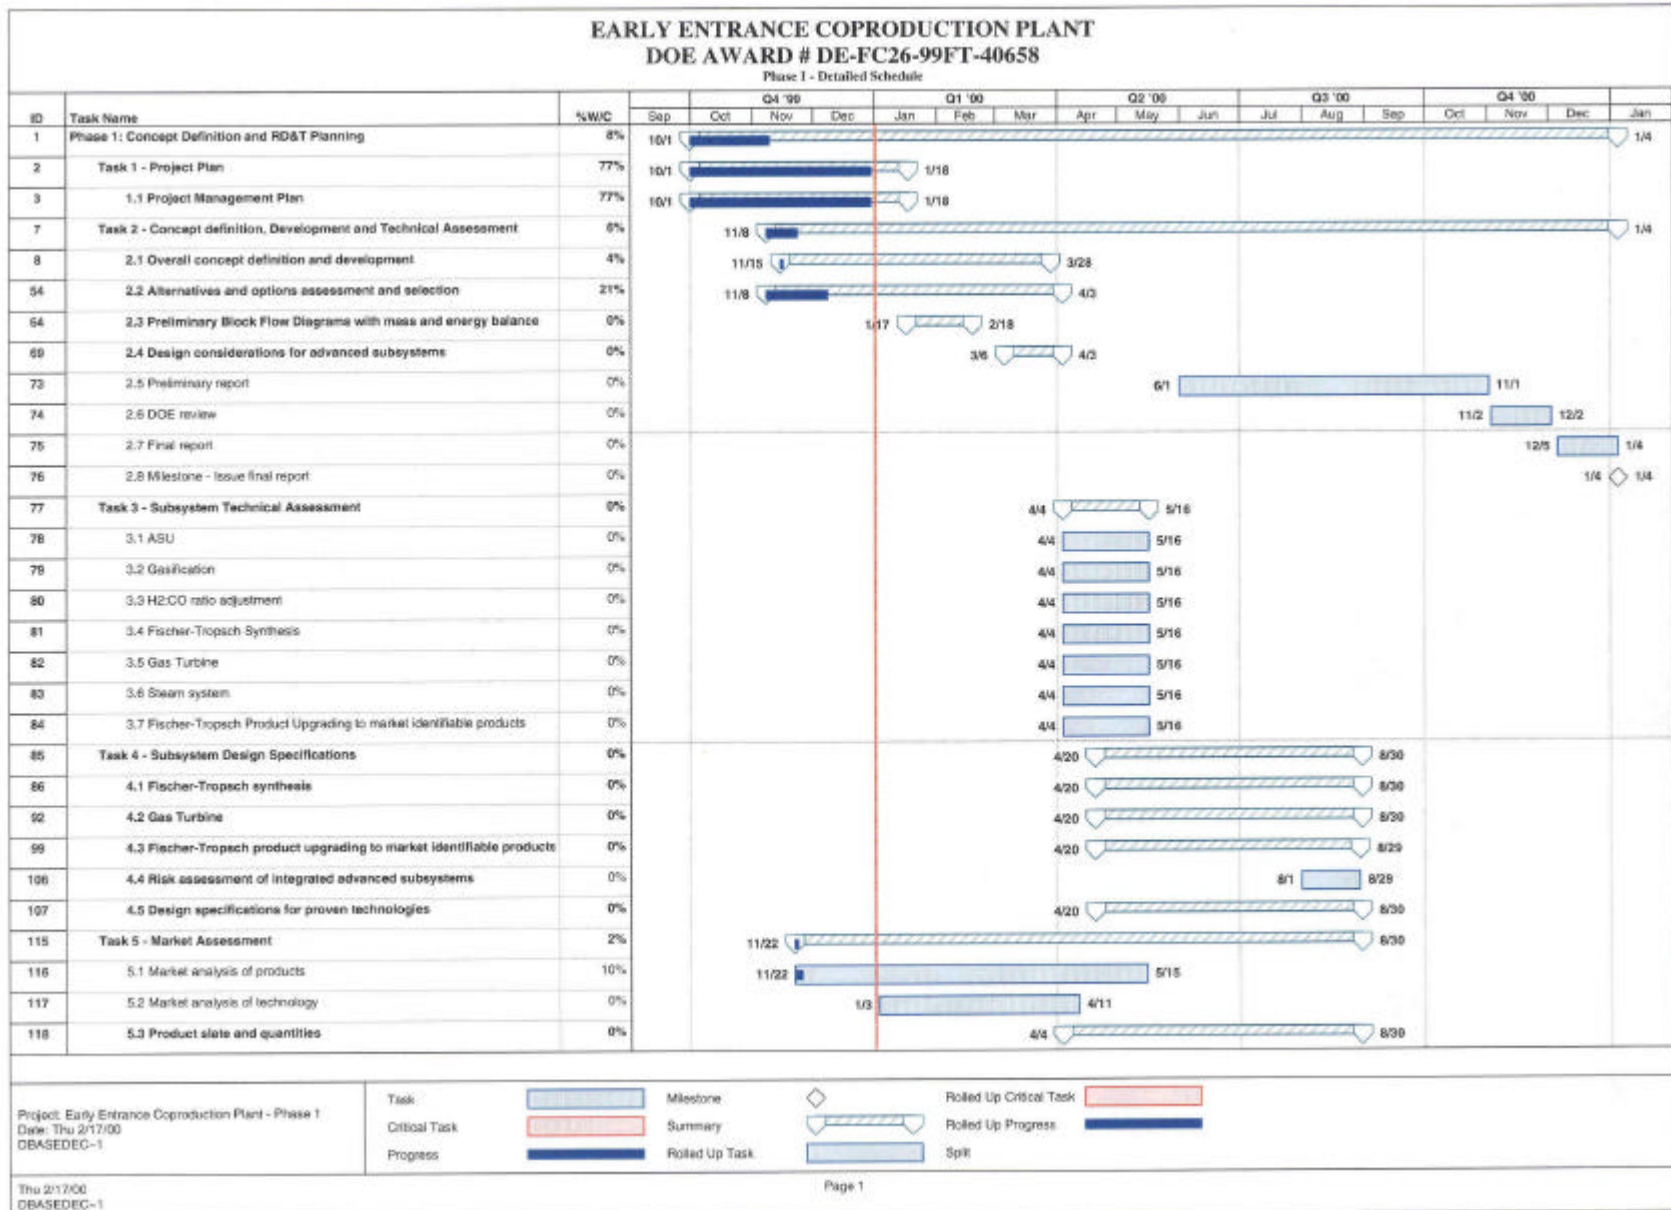 EARLY ENTRANCE COPRODUCTION PLANT
DOE AWARD # DE-FC26-99FT-40658
Phase I - Detailed Schedule
Q4 '99 Q1 '00 Q2 '00 Q3 '00 Q4 '00
ID Task Name %W/C Sep Oct Nov Dec Jan Feb Mar Apr May Jun Jul Aug Sep Oct Nov Dec Jan
1 Phase 1: Concept Definition and RD&T Planning 8% 10/1 1/4
2 Task 1 - Project Plan 77% 10/1 1/18
3 1.1 Project Management Plan 77% 10/1 1/18
7 Task 2 - Concept definition, Development and Technical Assessment 6% 11/8 1/4
8 2.1 Overall concept definition and development 4% 11/15 3/28
54 2.2 Alternatives and options assessment and selection 21% 11/8 4/3
64 2.3 Preliminary Block Flow Diagrams with mass and energy balance 0% 1/17 2/18
69 2.4 Design considerations for advanced subsystems 0% 3/6 4/3
73 2.5 Preliminary report 0% 6/1 11/1
74 2.6 DOE review 0% 11/2 12/2
75 2.7 Final report 0% 12/5 1/4
76 2.8 Milestone - Issue final report 0% 1/4 1/4
77 Task 3 - Subsystem Technical Assessment 0% 4/4 5/16
78 3.1 ASU 0% 4/4 5/16
79 3.2 Gasification 0% 4/4 5/16
80 3.3 H2:CO ratio adjustment 0% 4/4 5/16
81 3.4 Fischer-Tropsch Synthesis 0% 4/4 5/16
82 3.5 Gas Turbine 0% 4/4 5/16
83 3.6 Steam system 0% 4/4 5/16
84 3.7 Fischer-Tropsch Product Upgrading to market identifiable products 0% 4/4 5/16
85 Task 4 - Subsystem Design Specifications 0% 4/20 8/30
86 4.1 Fischer-Tropsch synthesis 0% 4/20 8/30
92 4.2 Gas Turbine 0% 4/20 8/30
99 4.3 Fischer-Tropsch product upgrading to market identifiable products 0% 4/20 8/29
106 4.4 Risk assessment of integrated advanced subsystems 0% 8/1 8/29
107 4.5 Design specifications for proven technologies 0% 4/20 8/30
115 Task 5 - Market Assessment 2% 11/22 8/30
116 5.1 Market analysis of products 10% 11/22 5/15
117 5.2 Market analysis of technology 0% 1/3 4/11
118 5.3 Product slate and quantities 0% 4/4 8/30
Project: Early Entrance Coproduction Plant - Phase 1
Date: Thu 2/17/00
DBASEDEC~1
Task Milestone Rolled Up Critical Task
Critical Task Summary Rolled Up Progress
Progress Rolled Up Task Split
Thu 2/17/00
DBASEDEC~1
Page 1